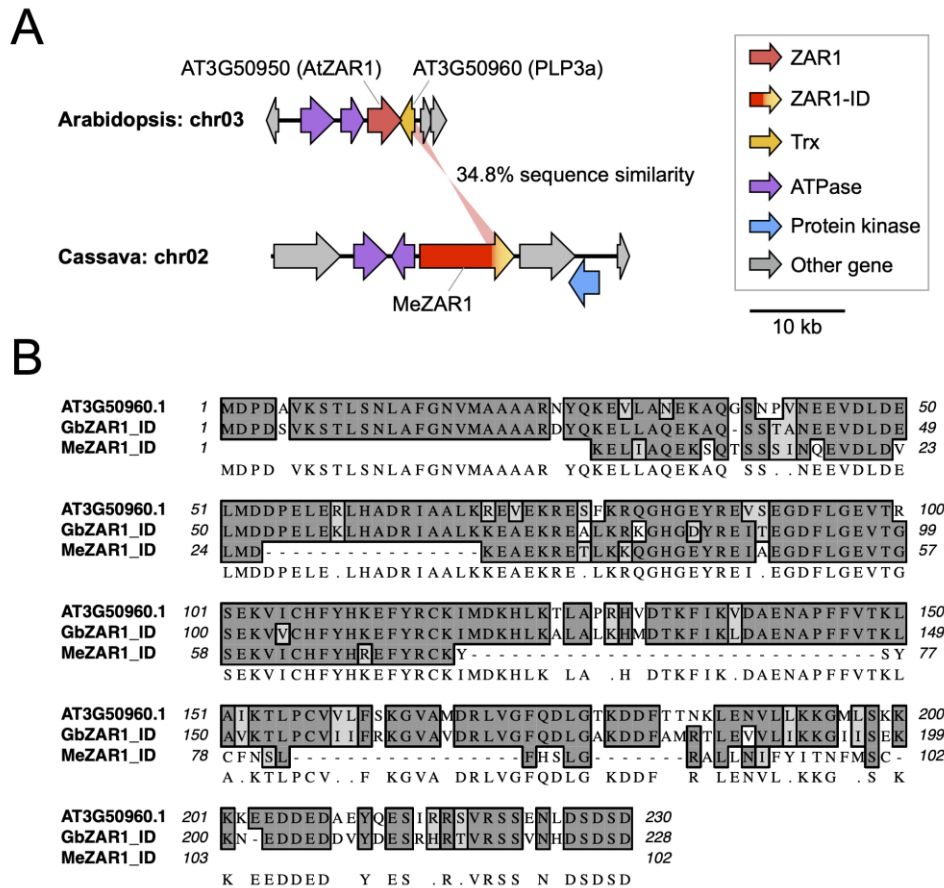 A
AT3G50950 (AtZAR1) AT3G50960 (PLP3a)
Arabidopsis: chr03
34.8% sequence similarity
Cassava: chr02
MeZAR1
ZAR1
ZAR1-ID
Trx
ATPase
Protein kinase
Other gene
10 kb
B
AT3G50960.1 1 MDPDAVKSTLSNLAFGNVMAAAARNYQKEVLANEKAQGSNPVNEEVDLDE 50
GbZAR1_ID 1 MDPDSVKSTLSNLAFGNVMAAAARDYQKELLAQEKAQ-SSTANEEVDLDE 49
MeZAR1_ID 1 KELIAQEKSQTSSSINQEVDLDV 23
MDPD VKSTLSNLAFGNVMAAAAR YQKELLAQEKAQ SS..NEEVDLDE
AT3G50960.1 51 LMDDPELERLHADRIAALKREVEKRESFKRQGHGEYREVSEGDFLGEVTR 100
GbZAR1_ID 50 LMDDPELEKLHADRIAALKKEAEKREALKRKGHGDYREITEGDFLGEVTG 99
MeZAR1_ID 24 LMD----------------KEAEKRETLKKQGHGEYREIAEGDFLGEVTG 57
LMDDPELE.LHADRIAALKKEAEKRE.LKRQGHGEYREI.EGDFLGEVTG
AT3G50960.1 101 SEKVICHFYHKEFYRCKIMDKHLKTLAPRHVDTKFIKVDAENAPFFVTKL 150
GbZAR1_ID 100 SEKVVCHFYHKEFYRCKIMDKHLKALALKHMDTKFIKLDAENAPFFVTKL 149
MeZAR1_ID 58 SEKVICHFYHREFYRCKY------------------------------SY 77
SEKVICHFYHKEFYRCKIMDKHLK LA .H DTKFIK.DAENAPFFVTKL
AT3G50960.1 151 AIKTLPCVVLFSKGVAMDRLVGFQDLGTKDDFTTNKLENVLLKKGMLSKK 200
GbZAR1_ID 150 AVKTLPCVIIFRKGVAVDRLVGFQDLGSKDDFAMRTLEVVLIKKGIISEK 199
MeZAR1_ID 78 CFNSL-----------------FHSLG-------RALLNIFYITNFMSC- 102
A.KTLPCV..F KGVA DRLVGFQDLG KDDF R LENVL.KKG .S K
AT3G50960.1 201 KKEEDDEDAEYQESIRRSVRSSENLDSDSD 230
GbZAR1_ID 200 KN-EDDEDDVYDESRHRTVRSSVNHDSDSD 228
MeZAR1_ID 103 102
K EEDDED Y ES .R.VRSS N DSDSD